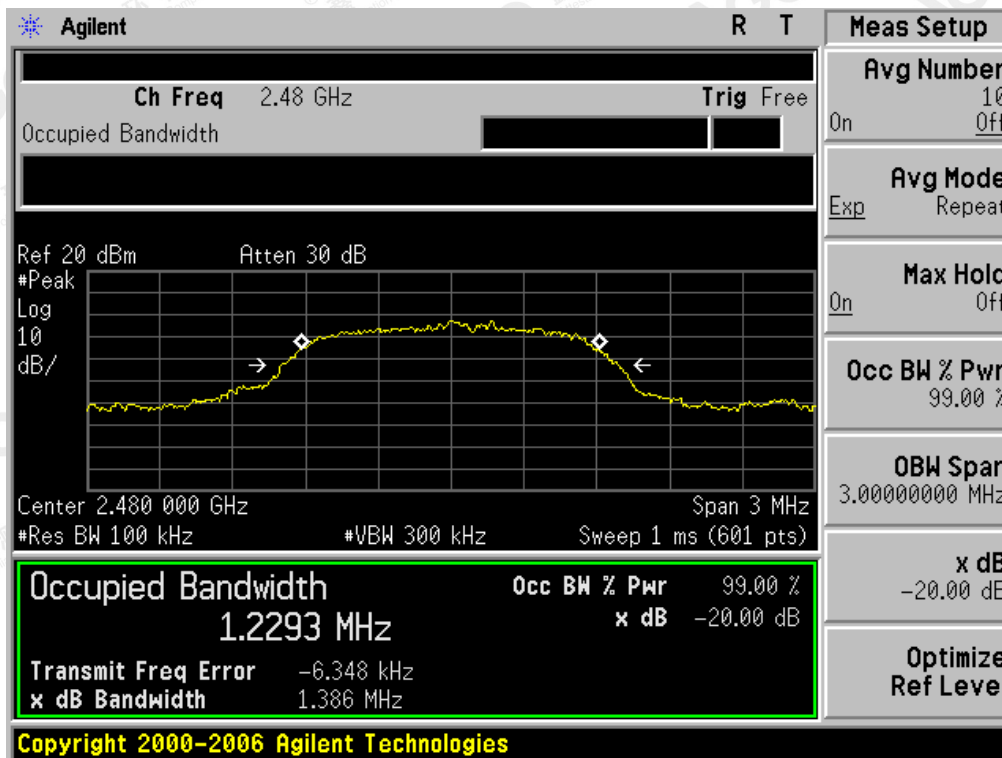 Agilent R T Meas Setup
Ch Freq 2.48 GHz Trig Free
Occupied Bandwidth
Avg Number
10
On Off
Avg Mode
Exp Repeat
Max Hold
On Off
Occ BW % Pwr
99.00 %
OBW Span
3.00000000 MHz
x dB
-20.00 dB
Optimize
Ref Level
Ref 20 dBm Atten 30 dB
#Peak
Log
10
dB/
Center 2.480 000 GHz Span 3 MHz
#Res BW 100 kHz #VBW 300 kHz Sweep 1 ms (601 pts)
Occupied Bandwidth Occ BW % Pwr 99.00 %
1.2293 MHz x dB -20.00 dB
Transmit Freq Error -6.348 kHz
x dB Bandwidth 1.386 MHz
Copyright 2000-2006 Agilent Technologies